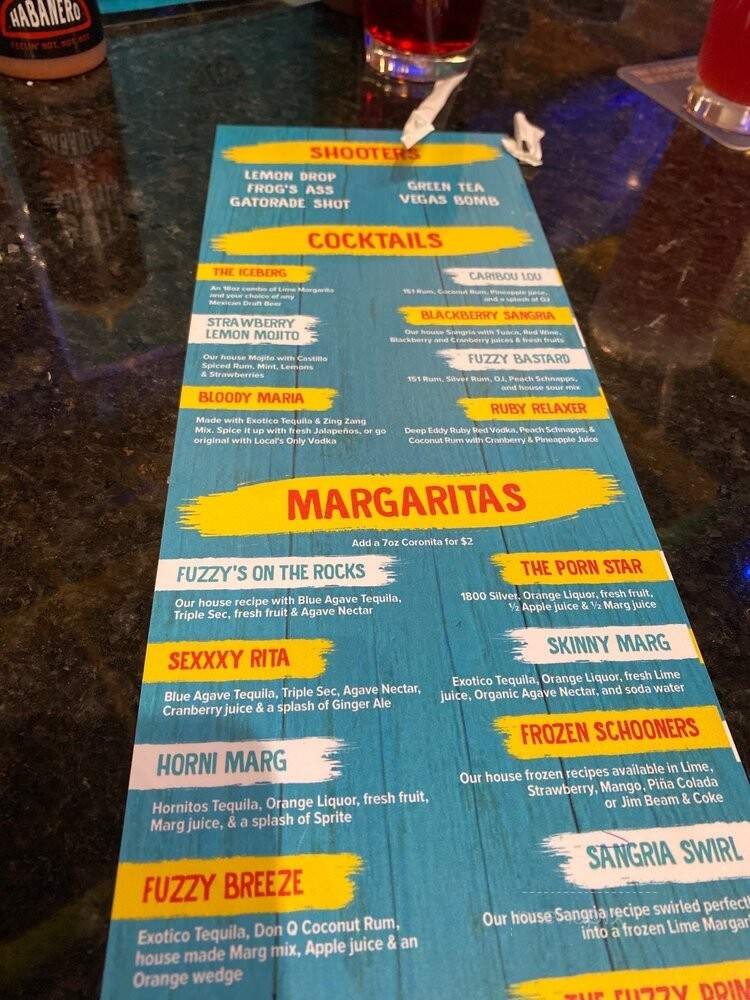 HABANERO
FEELIN' HOT, HOT, HOT
SHOOTERS
LEMON DROP
FROG'S ASS
GATORADE SHOT
GREEN TEA
VEGAS BOMB
COCKTAILS
THE ICEBERG
An 18oz combo of Lime Margarita
and your choice of any
Mexican Draft Beer
STRAWBERRY
LEMON MOJITO
Our house Mojito with Castillo
Spiced Rum, Mint, Lemons
& Strawberries
BLOODY MARIA
Made with Exotico Tequila & Zing Zang
Mix. Spice it up with fresh Jalapeños, or go
original with Local's Only Vodka
CARIBOU LOU
151 Rum, Coconut Rum, Pineapple juice,
and a splash of OJ
BLACKBERRY SANGRIA
Our house Sangria with Tuaca, Red Wine,
Blackberry and Cranberry juices & fresh fruits
FUZZY BASTARD
151 Rum, Silver Rum, OJ, Peach Schnapps,
and house sour mix
RUBY RELAXER
Deep Eddy Ruby Red Vodka, Peach Schnapps, &
Coconut Rum with Cranberry & Pineapple Juice
MARGARITAS
Add a 7oz Coronita for $2
FUZZY'S ON THE ROCKS
Our house recipe with Blue Agave Tequila,
Triple Sec, fresh fruit & Agave Nectar
SEXXXY RITA
Blue Agave Tequila, Triple Sec, Agave Nectar,
Cranberry juice & a splash of Ginger Ale
HORNI MARG
Hornitos Tequila, Orange Liquor, fresh fruit,
Marg juice, & a splash of Sprite
FUZZY BREEZE
Exotico Tequila, Don Q Coconut Rum,
house made Marg mix, Apple juice & an
Orange wedge
THE PORN STAR
1800 Silver, Orange Liquor, fresh fruit,
½ Apple juice & ½ Marg juice
SKINNY MARG
Exotico Tequila, Orange Liquor, fresh Lime
juice, Organic Agave Nectar, and soda water
FROZEN SCHOONERS
Our house frozen recipes available in Lime,
Strawberry, Mango, Piña Colada
or Jim Beam & Coke
SANGRIA SWIRL
Our house Sangria recipe swirled perfectl
into a frozen Lime Margar
THE FUZZY PRIM